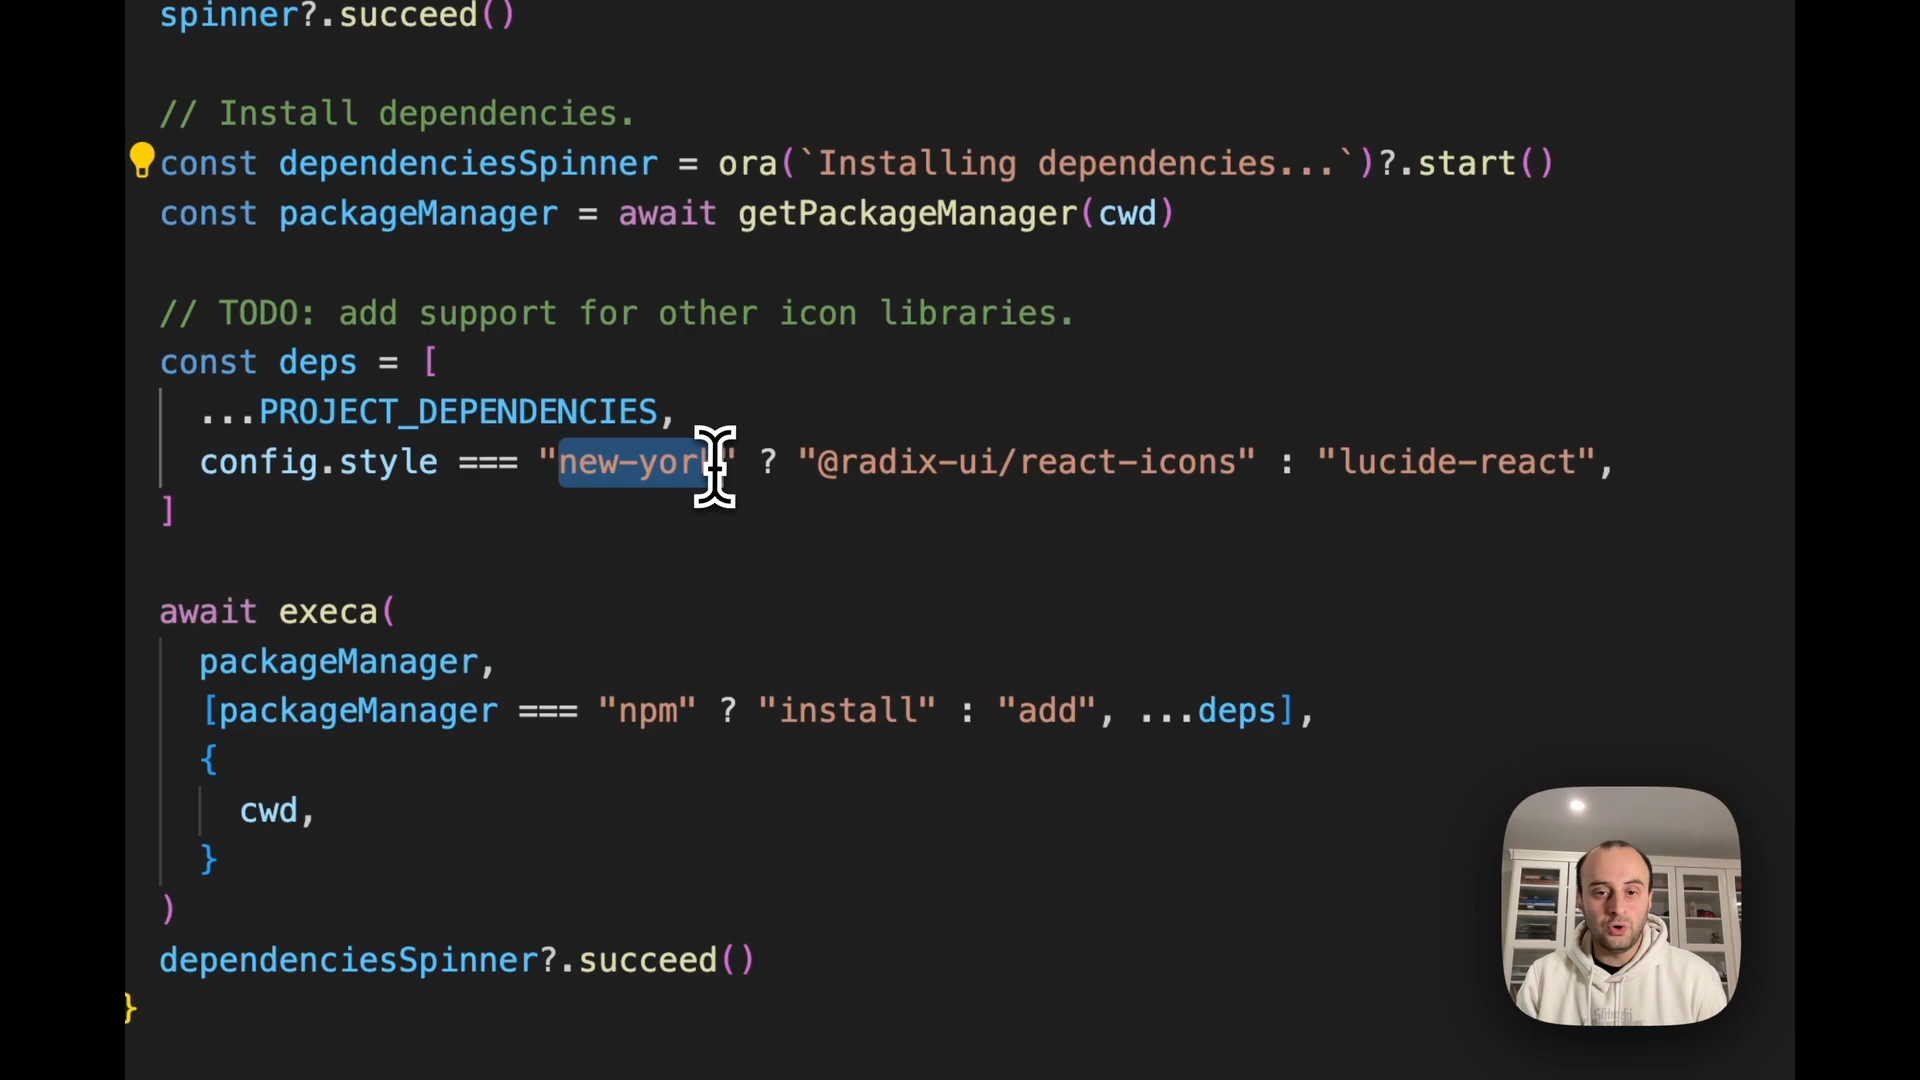 spinner?.succeed()
// Install dependencies.
const dependenciesSpinner = ora(`Installing dependencies...`)?.start()
const packageManager = await getPackageManager(cwd)
// TODO: add support for other icon libraries.
const deps = [
...PROJECT_DEPENDENCIES,
config.style === "new-york" ? "@radix-ui/react-icons" : "lucide-react",
]
await execa(
packageManager,
[packageManager === "npm" ? "install" : "add", ...deps],
{
cwd,
}
)
dependenciesSpinner?.succeed()
}